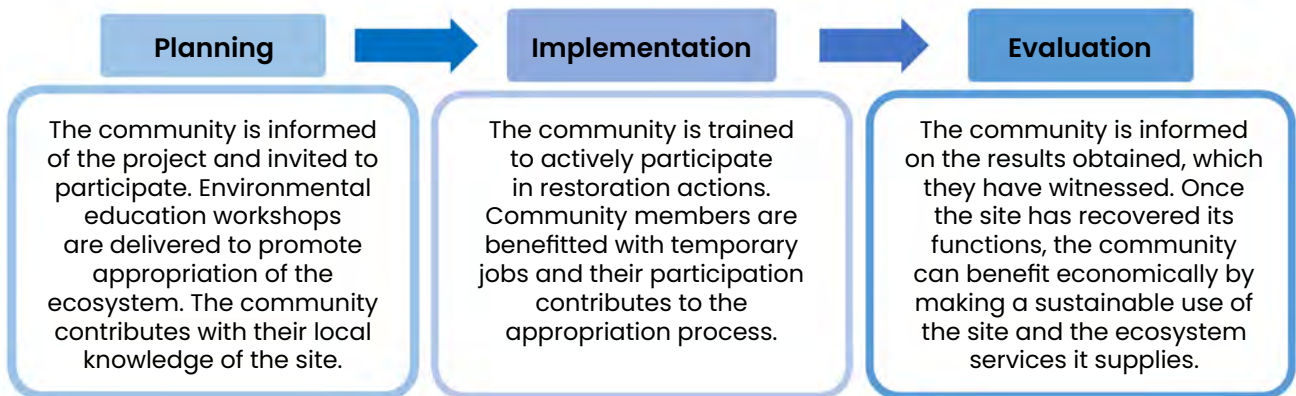 Planning
The community is informed
of the project and invited to
participate. Environmental
education workshops
are delivered to promote
appropriation of the
ecosystem. The community
contributes with their local
knowledge of the site.
Implementation
The community is trained
to actively participate
in restoration actions.
Community members are
benefitted with temporary
jobs and their participation
contributes to the
appropriation process.
Evaluation
The community is informed
on the results obtained, which
they have witnessed. Once
the site has recovered its
functions, the community
can benefit economically by
making a sustainable use of
the site and the ecosystem
services it supplies.